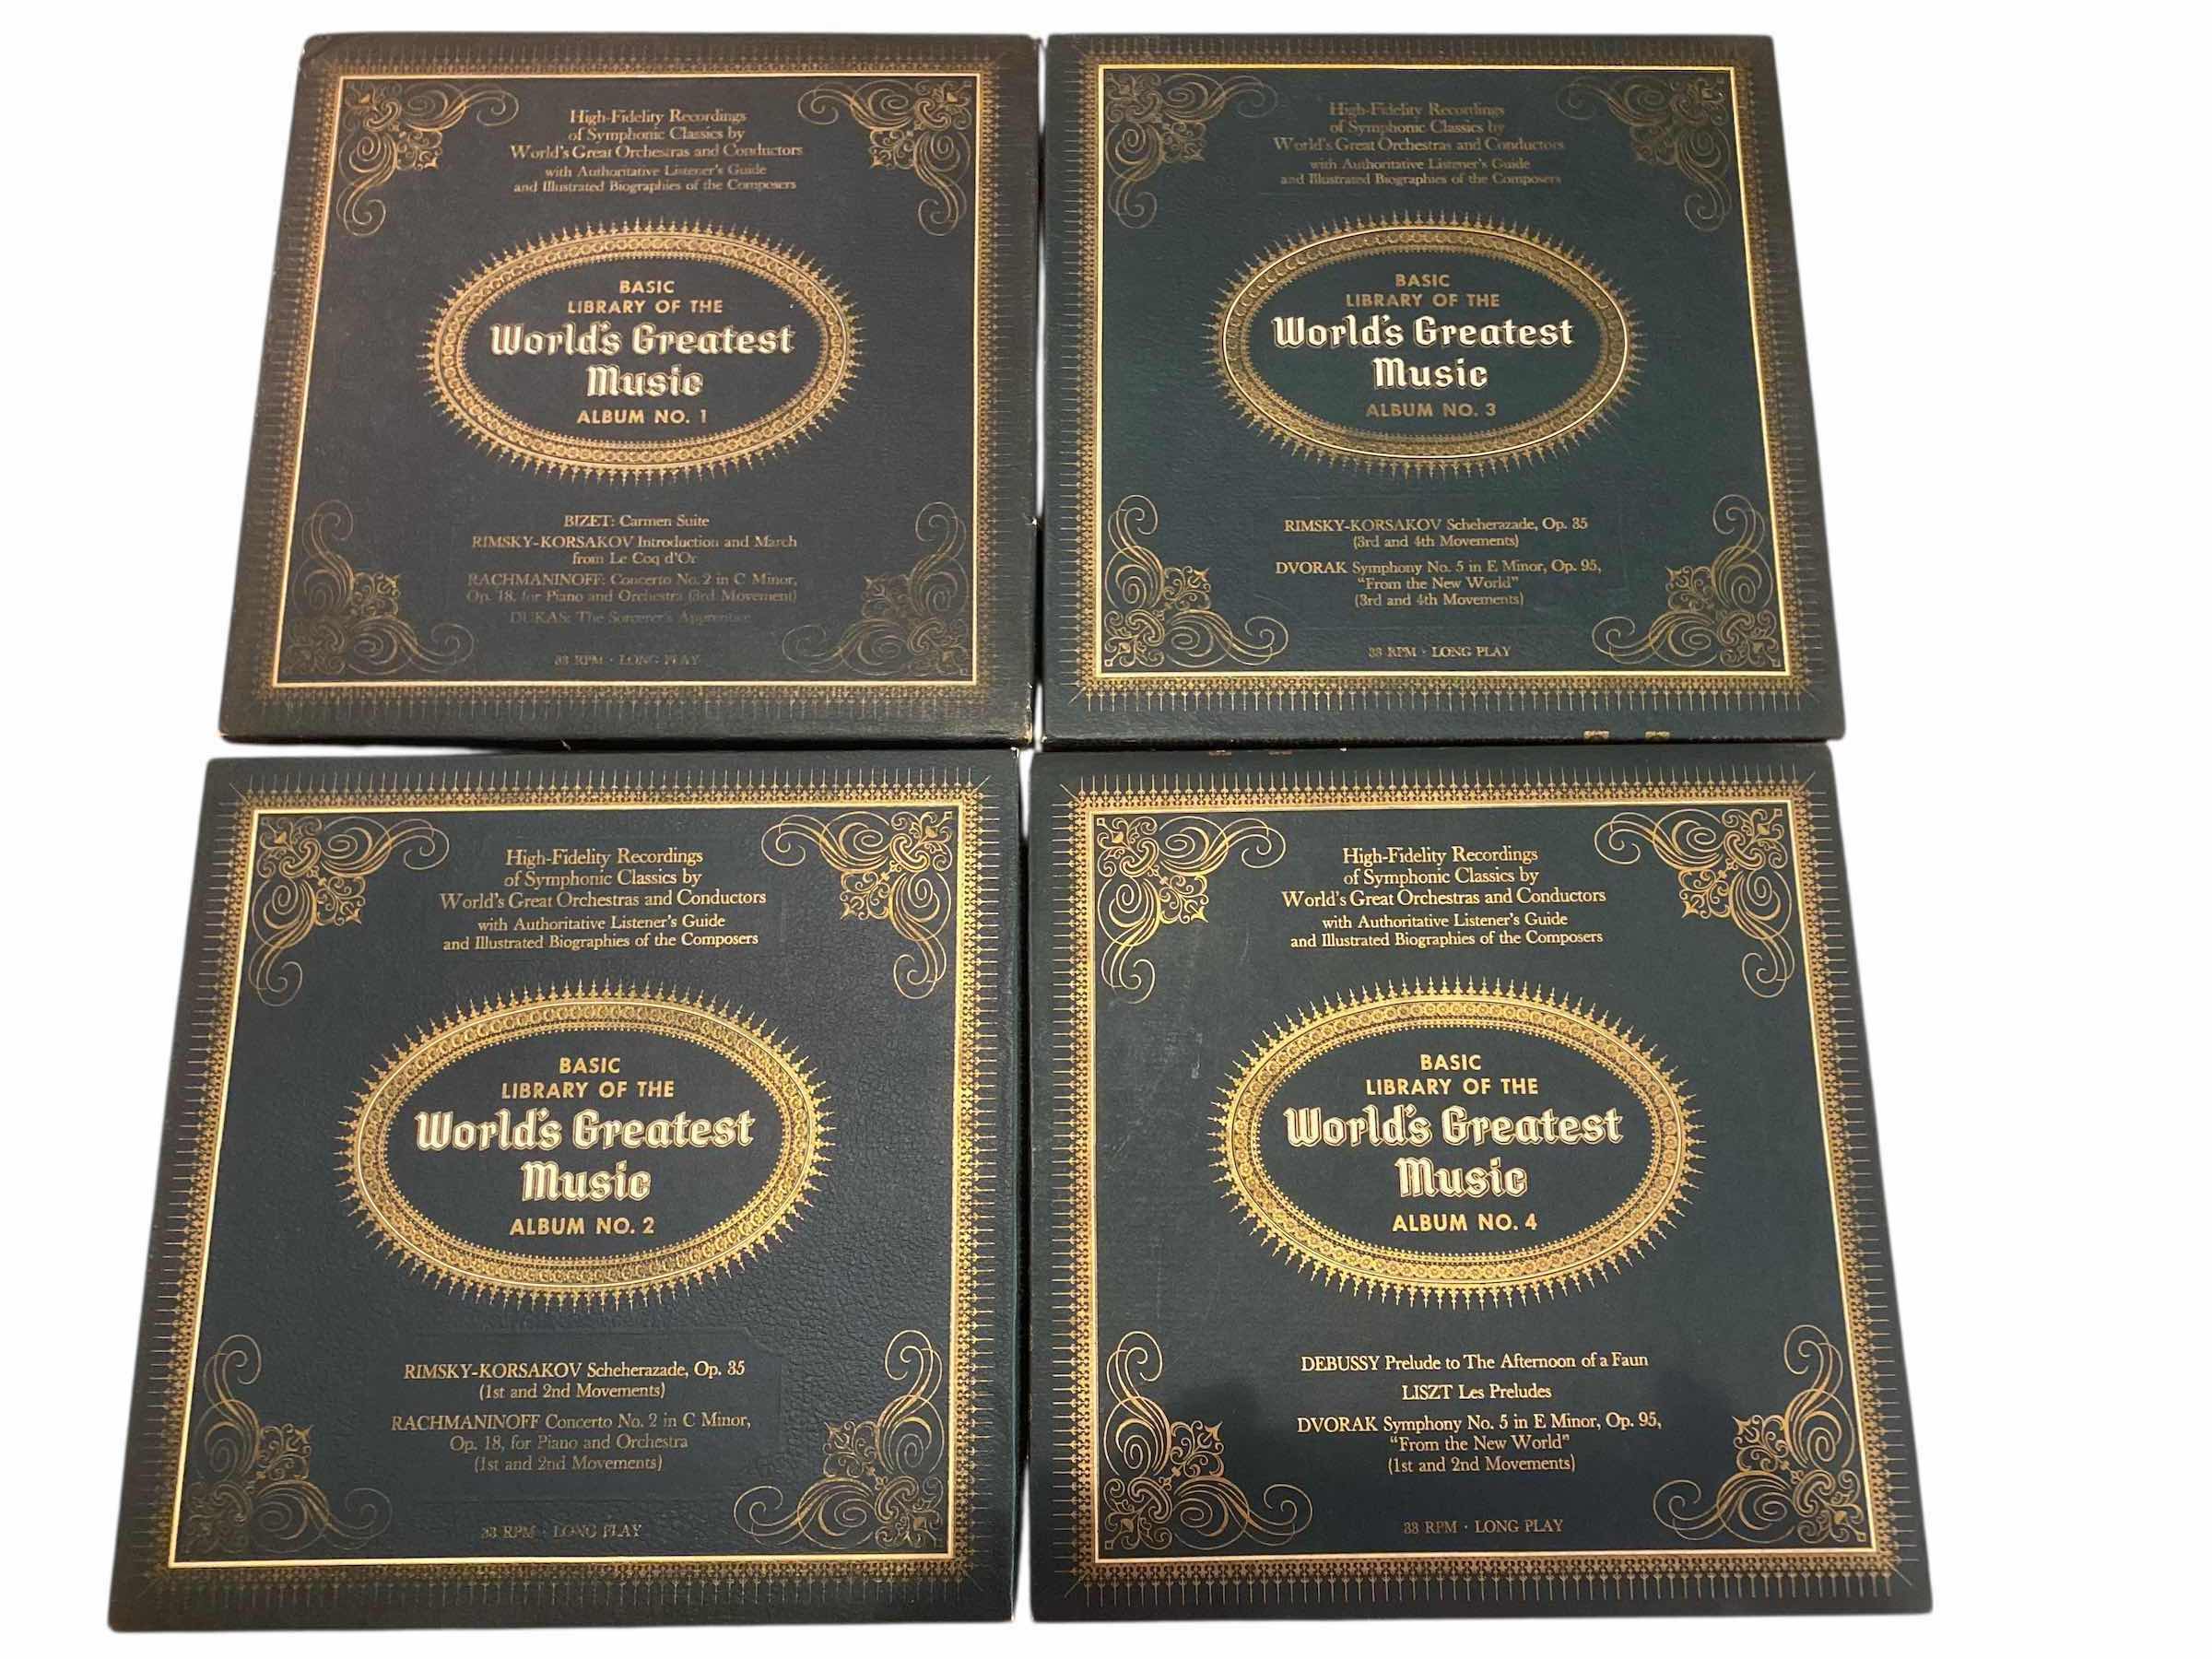 High-Fidelity Recordings
of Symphonic Classics by
World's Great Orchestras and Conductors
with Authoritative Listener's Guide
and Illustrated Biographies of the Composers
BASIC
LIBRARY OF THE
World's Greatest
Music
ALBUM NO. 1
BIZET: Carmen Suite
RIMSKY-KORSAKOV Introduction and March
from Le Coq d'Or
RACHMANINOFF: Concerto No. 2 in C Minor,
Op. 18, for Piano and Orchestra (3rd Movement)
DUKAS: The Sorcerer's Apprentice
33 RPM · LONG PLAY
High-Fidelity Recordings
of Symphonic Classics by
World's Great Orchestras and Conductors
with Authoritative Listener's Guide
and Illustrated Biographies of the Composers
BASIC
LIBRARY OF THE
World's Greatest
Music
ALBUM NO. 3
RIMSKY-KORSAKOV Scheherazade, Op. 35
(3rd and 4th Movements)
DVORAK Symphony No. 5 in E Minor, Op. 95,
"From the New World"
(3rd and 4th Movements)
33 RPM · LONG PLAY
High-Fidelity Recordings
of Symphonic Classics by
World's Great Orchestras and Conductors
with Authoritative Listener's Guide
and Illustrated Biographies of the Composers
BASIC
LIBRARY OF THE
World's Greatest
Music
ALBUM NO. 2
RIMSKY-KORSAKOV Scheherazade, Op. 35
(1st and 2nd Movements)
RACHMANINOFF Concerto No. 2 in C Minor,
Op. 18, for Piano and Orchestra
(1st and 2nd Movements)
33 RPM · LONG PLAY
High-Fidelity Recordings
of Symphonic Classics by
World's Great Orchestras and Conductors
with Authoritative Listener's Guide
and Illustrated Biographies of the Composers
BASIC
LIBRARY OF THE
World's Greatest
Music
ALBUM NO. 4
DEBUSSY Prelude to The Afternoon of a Faun
LISZT Les Preludes
DVORAK Symphony No. 5 in E Minor, Op. 95,
"From the New World"
(1st and 2nd Movements)
33 RPM · LONG PLAY